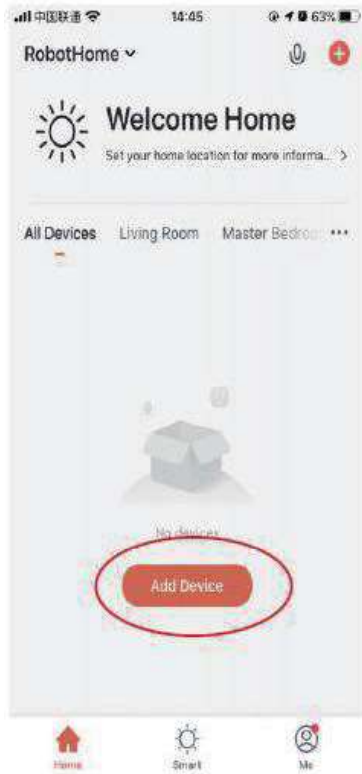 中国联通 14:45 63%
RobotHome
Welcome Home
Set your home location for more informa... >
All Devices Living Room Master Bedroo ...
No devices
Add Device
Home Smart Me